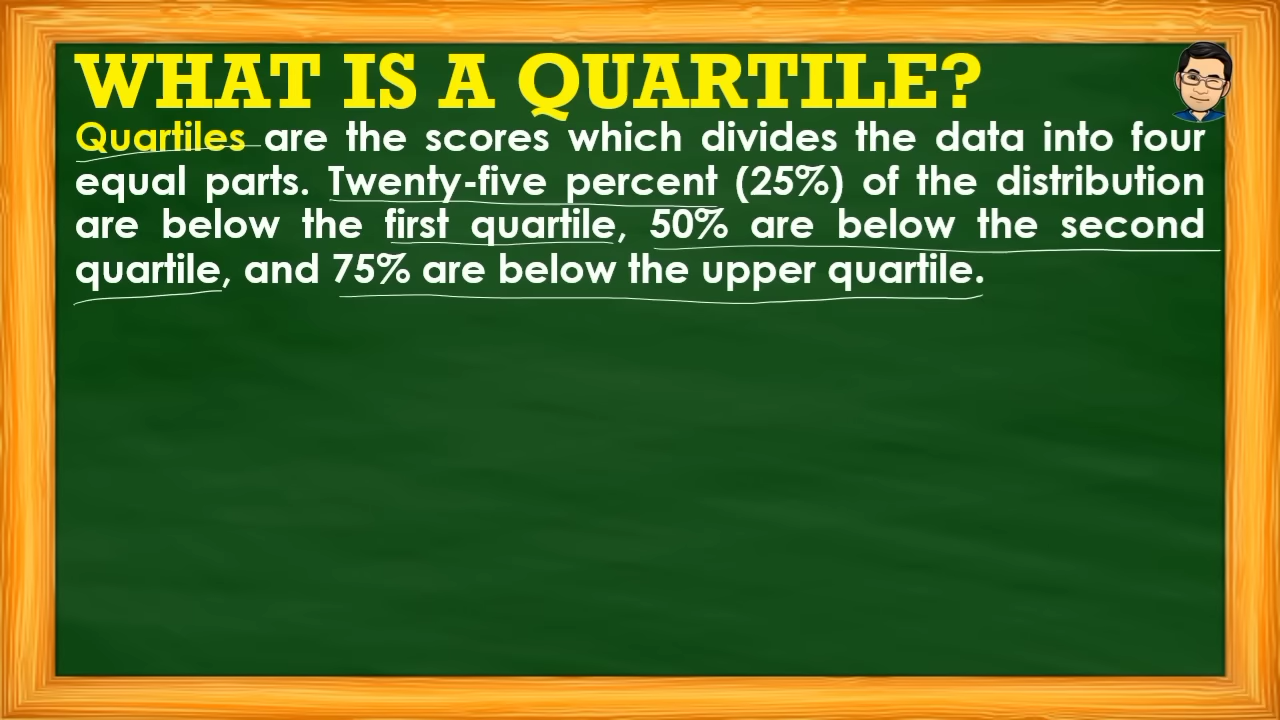 WHAT IS A QUARTILE?
Quartiles are the scores which divides the data into four
equal parts. Twenty-five percent (25%) of the distribution
are below the first quartile, 50% are below the second
quartile, and 75% are below the upper quartile.